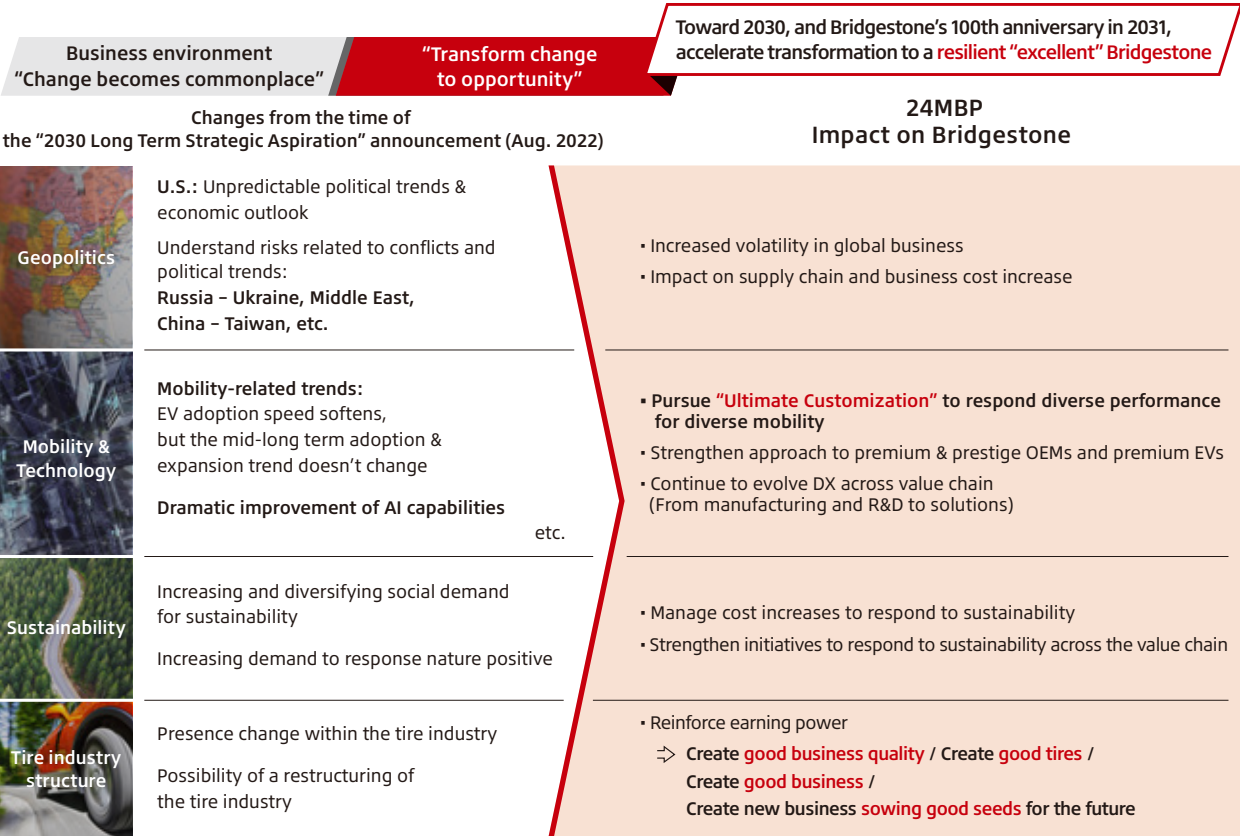 Business environment
“Change becomes commonplace”
“Transform change
to opportunity”
Toward 2030, and Bridgestone’s 100th anniversary in 2031,
accelerate transformation to a resilient “excellent” Bridgestone
Changes from the time of
the “2030 Long Term Strategic Aspiration” announcement (Aug. 2022)
24MBP
Impact on Bridgestone
Geopolitics
U.S.: Unpredictable political trends &
economic outlook
Understand risks related to conflicts and
political trends:
Russia – Ukraine, Middle East,
China – Taiwan, etc.
▪ Increased volatility in global business
▪ Impact on supply chain and business cost increase
Mobility &
Technology
Mobility-related trends:
EV adoption speed softens,
but the mid-long term adoption &
expansion trend doesn’t change
Dramatic improvement of AI capabilities
etc.
▪ Pursue “Ultimate Customization” to respond diverse performance
for diverse mobility
▪ Strengthen approach to premium & prestige OEMs and premium EVs
▪ Continue to evolve DX across value chain
(From manufacturing and R&D to solutions)
Sustainability
Increasing and diversifying social demand
for sustainability
Increasing demand to response nature positive
▪ Manage cost increases to respond to sustainability
▪ Strengthen initiatives to respond to sustainability across the value chain
Tire industry
structure
Presence change within the tire industry
Possibility of a restructuring of
the tire industry
▪ Reinforce earning power
⇨ Create good business quality / Create good tires /
Create good business /
Create new business sowing good seeds for the future